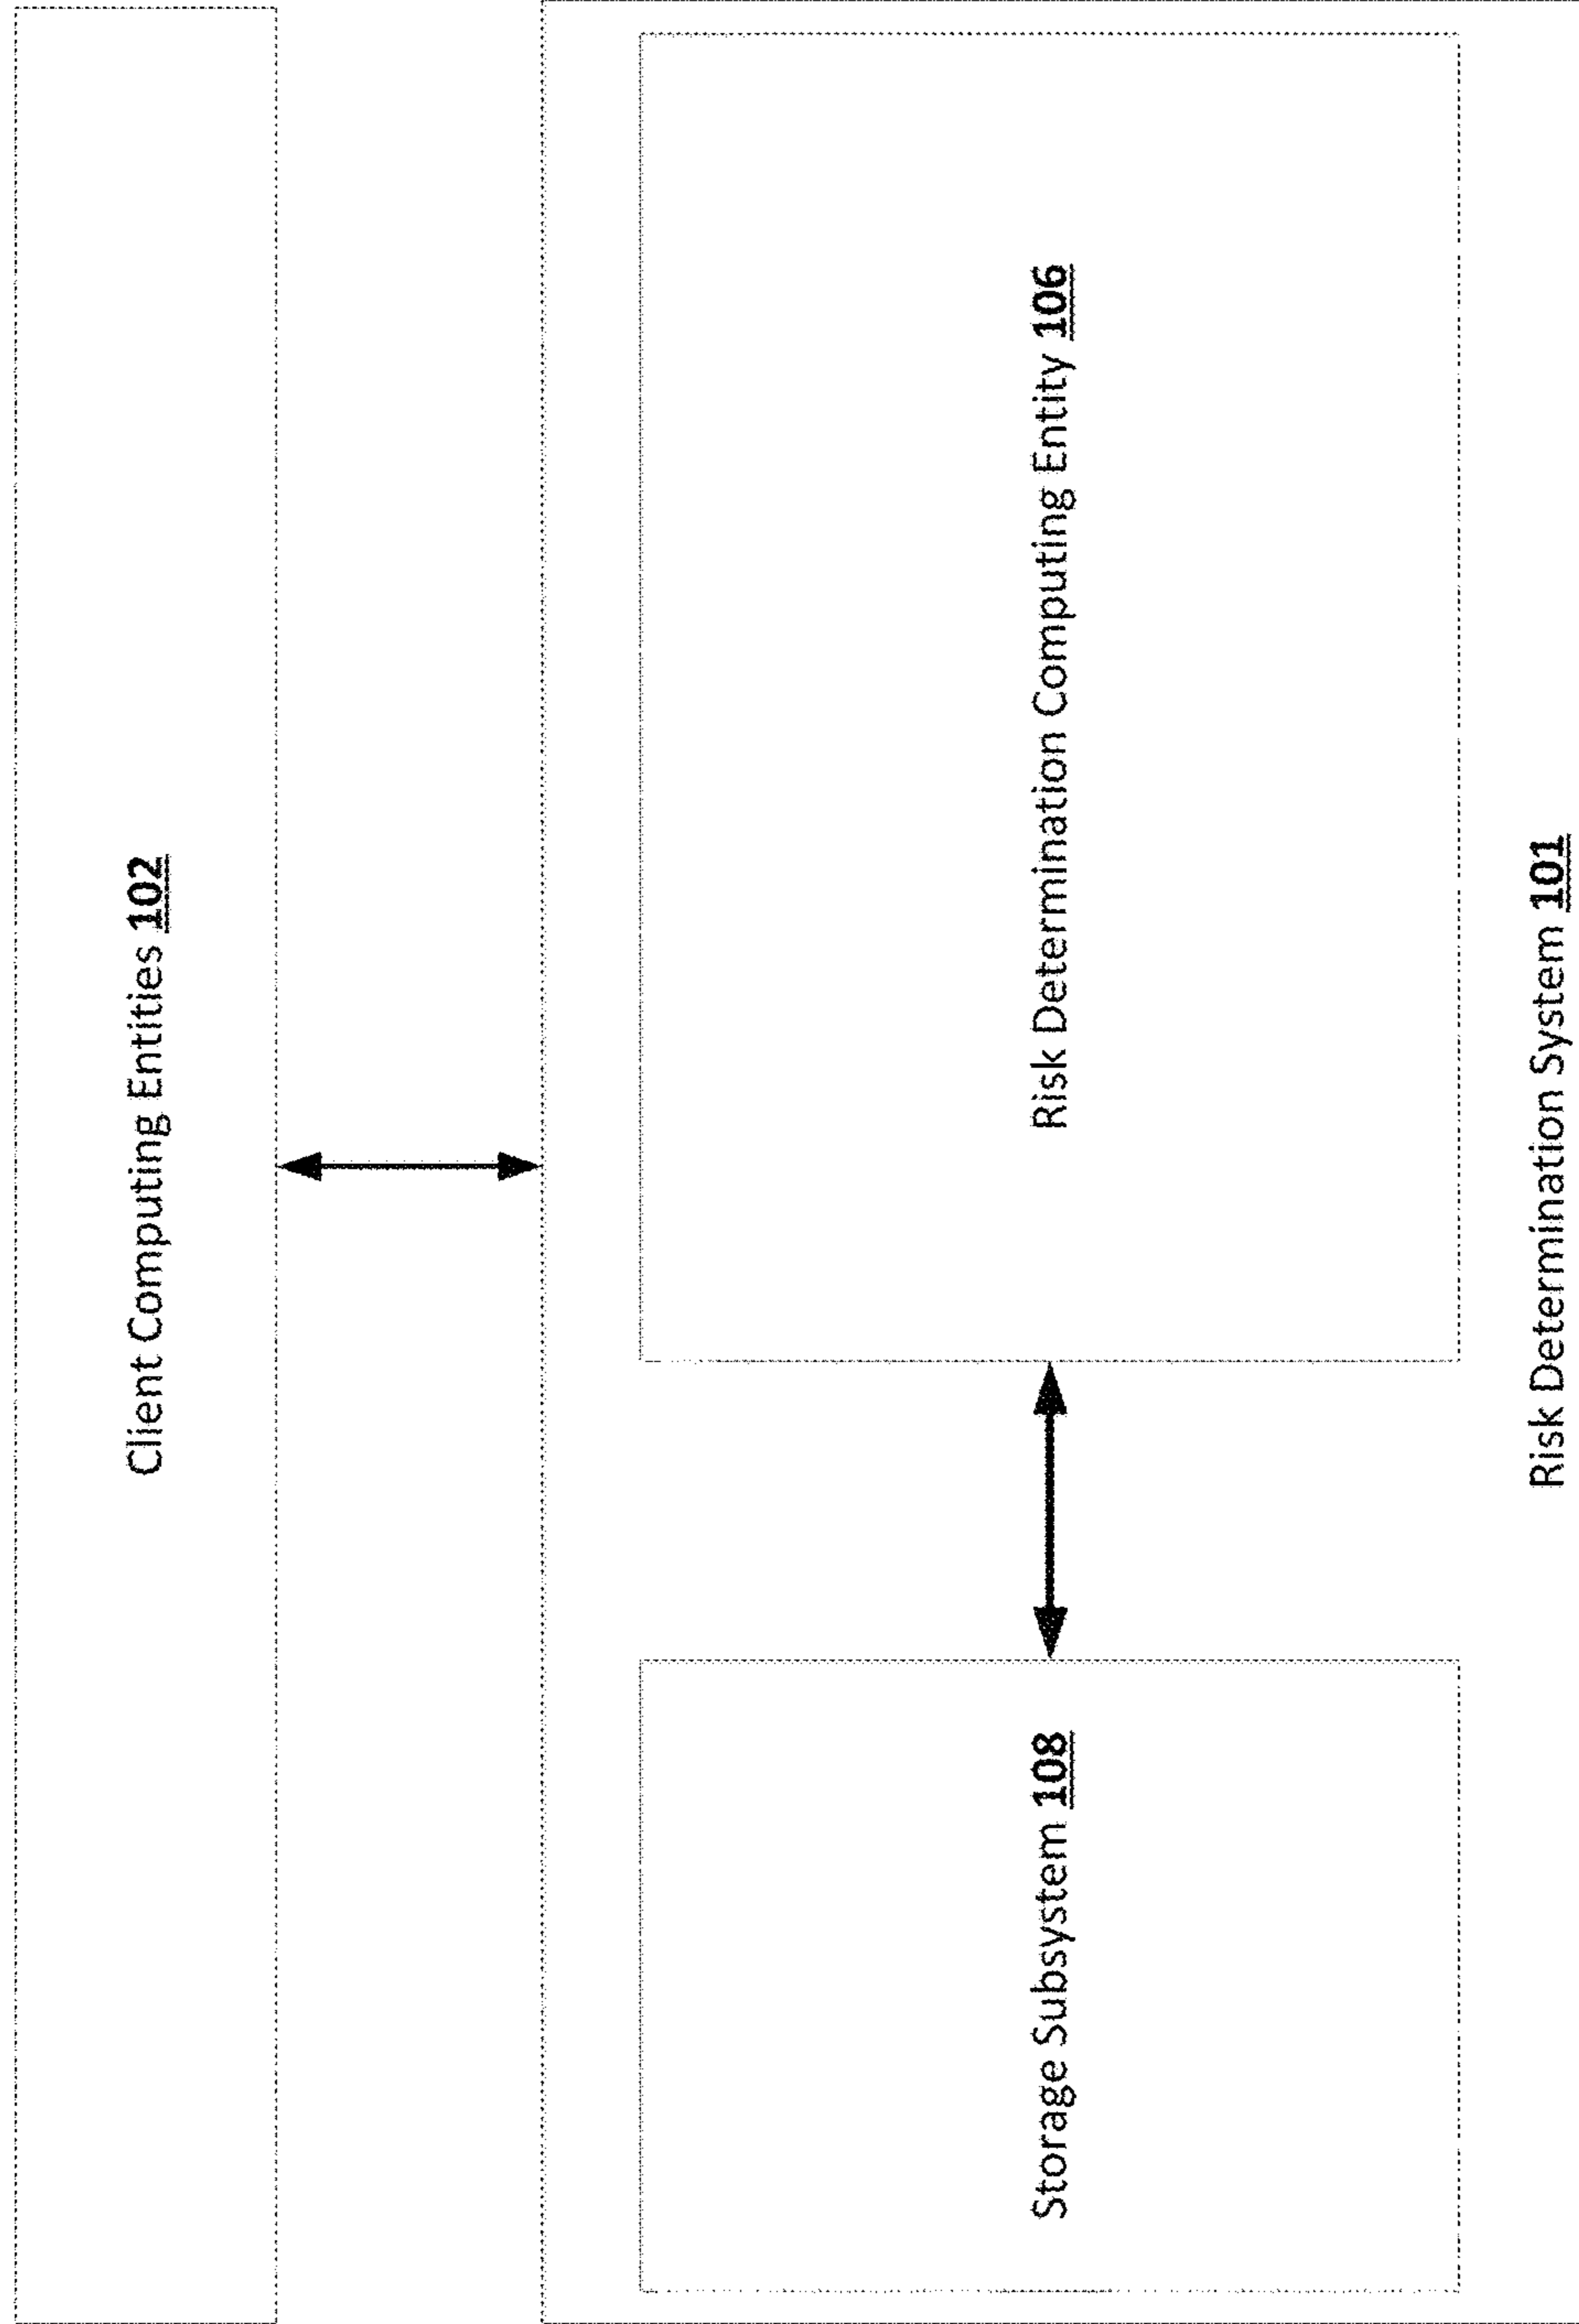 Client Computing Entities 102
Storage Subsystem 108
Risk Determination Computing Entity 106
Risk Determination System 101